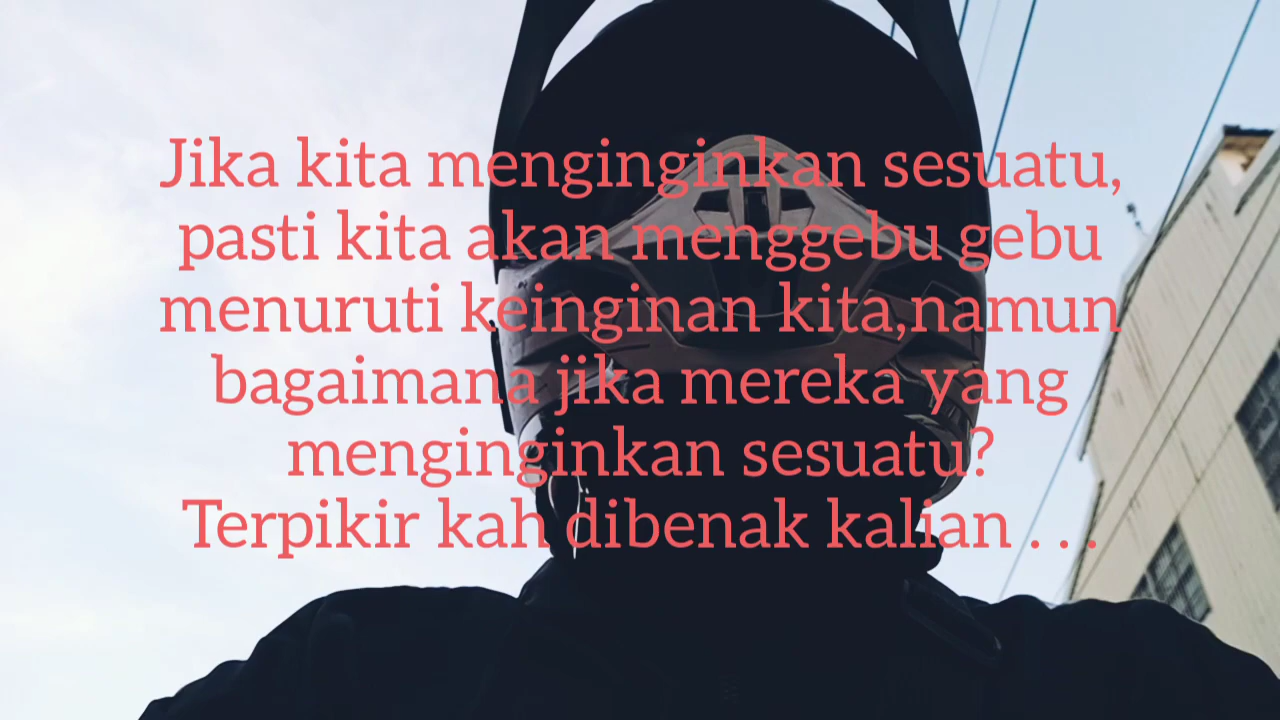 Jika kita menginginkan sesuatu,
pasti kita akan menggebu gebu
menuruti keinginan kita,namun
bagaimana jika mereka yang
menginginkan sesuatu?
Terpikir kah dibenak kalian . . .